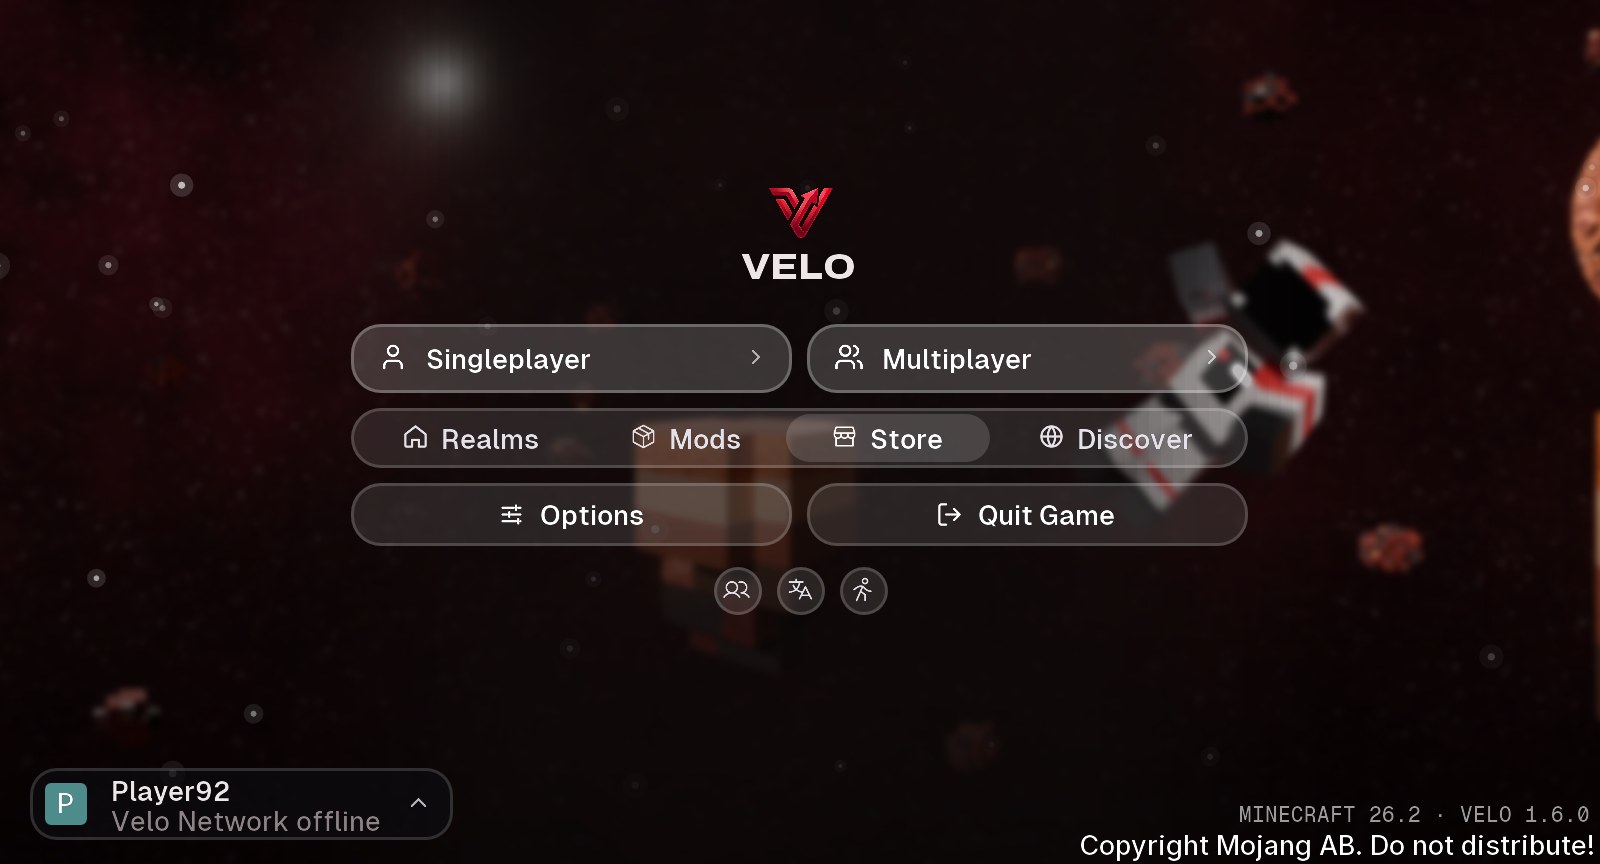 VELO
Singleplayer
Multiplayer
Realms
Mods
Store
Discover
Options
Quit Game
P
Player92
Velo Network offline
MINECRAFT 26.2 · VELO 1.6.0
Copyright Mojang AB. Do not distribute!